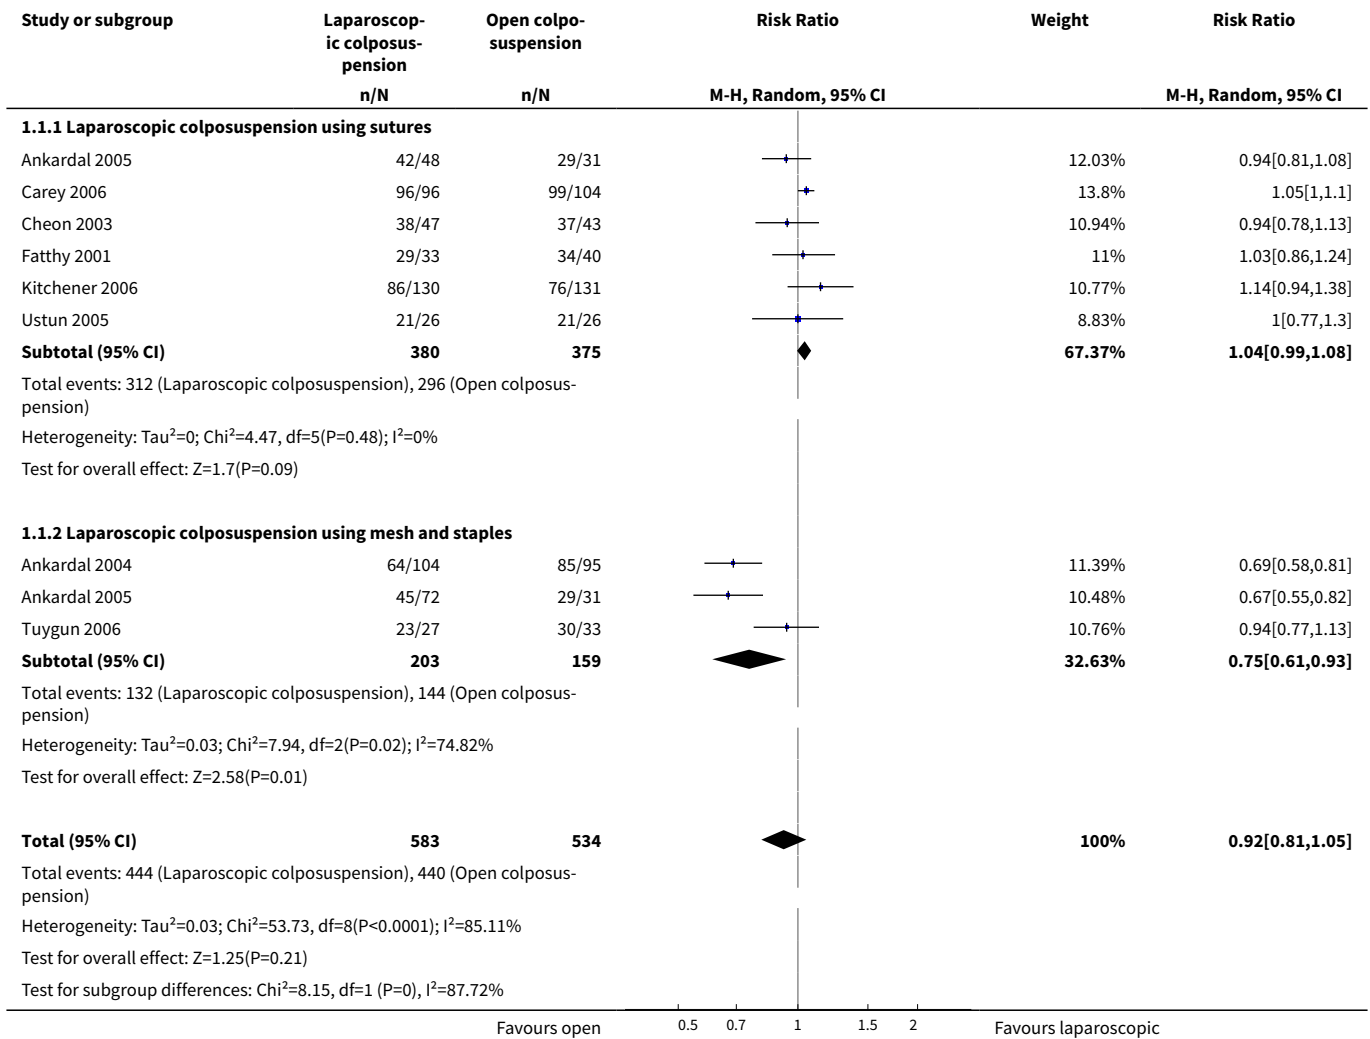 Study or subgroup Laparoscop- Open colpo- Risk Ratio Weight Risk Ratio
ic colposus- suspension
pension
n/N n/N M-H, Random, 95% CI M-H, Random, 95% CI
1.1.1 Laparoscopic colposuspension using sutures
Ankardal 2005 42/48 29/31 12.03% 0.94[0.81,1.08]
Carey 2006 96/96 99/104 13.8% 1.05[1,1.1]
Cheon 2003 38/47 37/43 10.94% 0.94[0.78,1.13]
Fatthy 2001 29/33 34/40 11% 1.03[0.86,1.24]
Kitchener 2006 86/130 76/131 10.77% 1.14[0.94,1.38]
Ustun 2005 21/26 21/26 8.83% 1[0.77,1.3]
Subtotal (95% CI) 380 375 67.37% 1.04[0.99,1.08]
Total events: 312 (Laparoscopic colposuspension), 296 (Open colposus-
pension)
Heterogeneity: Tau²=0; Chi²=4.47, df=5(P=0.48); I²=0%
Test for overall effect: Z=1.7(P=0.09)
1.1.2 Laparoscopic colposuspension using mesh and staples
Ankardal 2004 64/104 85/95 11.39% 0.69[0.58,0.81]
Ankardal 2005 45/72 29/31 10.48% 0.67[0.55,0.82]
Tuygun 2006 23/27 30/33 10.76% 0.94[0.77,1.13]
Subtotal (95% CI) 203 159 32.63% 0.75[0.61,0.93]
Total events: 132 (Laparoscopic colposuspension), 144 (Open colposus-
pension)
Heterogeneity: Tau²=0.03; Chi²=7.94, df=2(P=0.02); I²=74.82%
Test for overall effect: Z=2.58(P=0.01)
Total (95% CI) 583 534 100% 0.92[0.81,1.05]
Total events: 444 (Laparoscopic colposuspension), 440 (Open colposus-
pension)
Heterogeneity: Tau²=0.03; Chi²=53.73, df=8(P<0.0001); I²=85.11%
Test for overall effect: Z=1.25(P=0.21)
Test for subgroup differences: Chi²=8.15, df=1 (P=0), I²=87.72%
Favours open 0.5 0.7 1 1.5 2 Favours laparoscopic